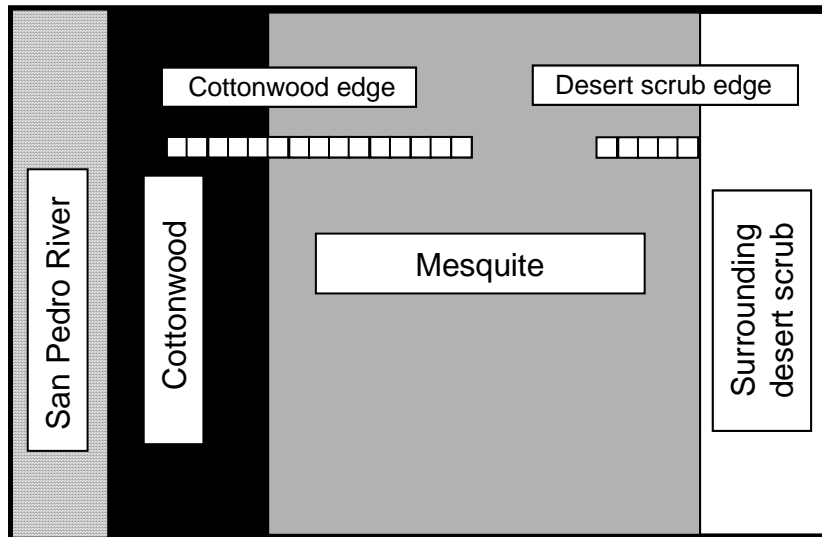 Cottonwood edge
Desert scrub edge
San Pedro River
Cottonwood
Mesquite
Surrounding
desert scrub